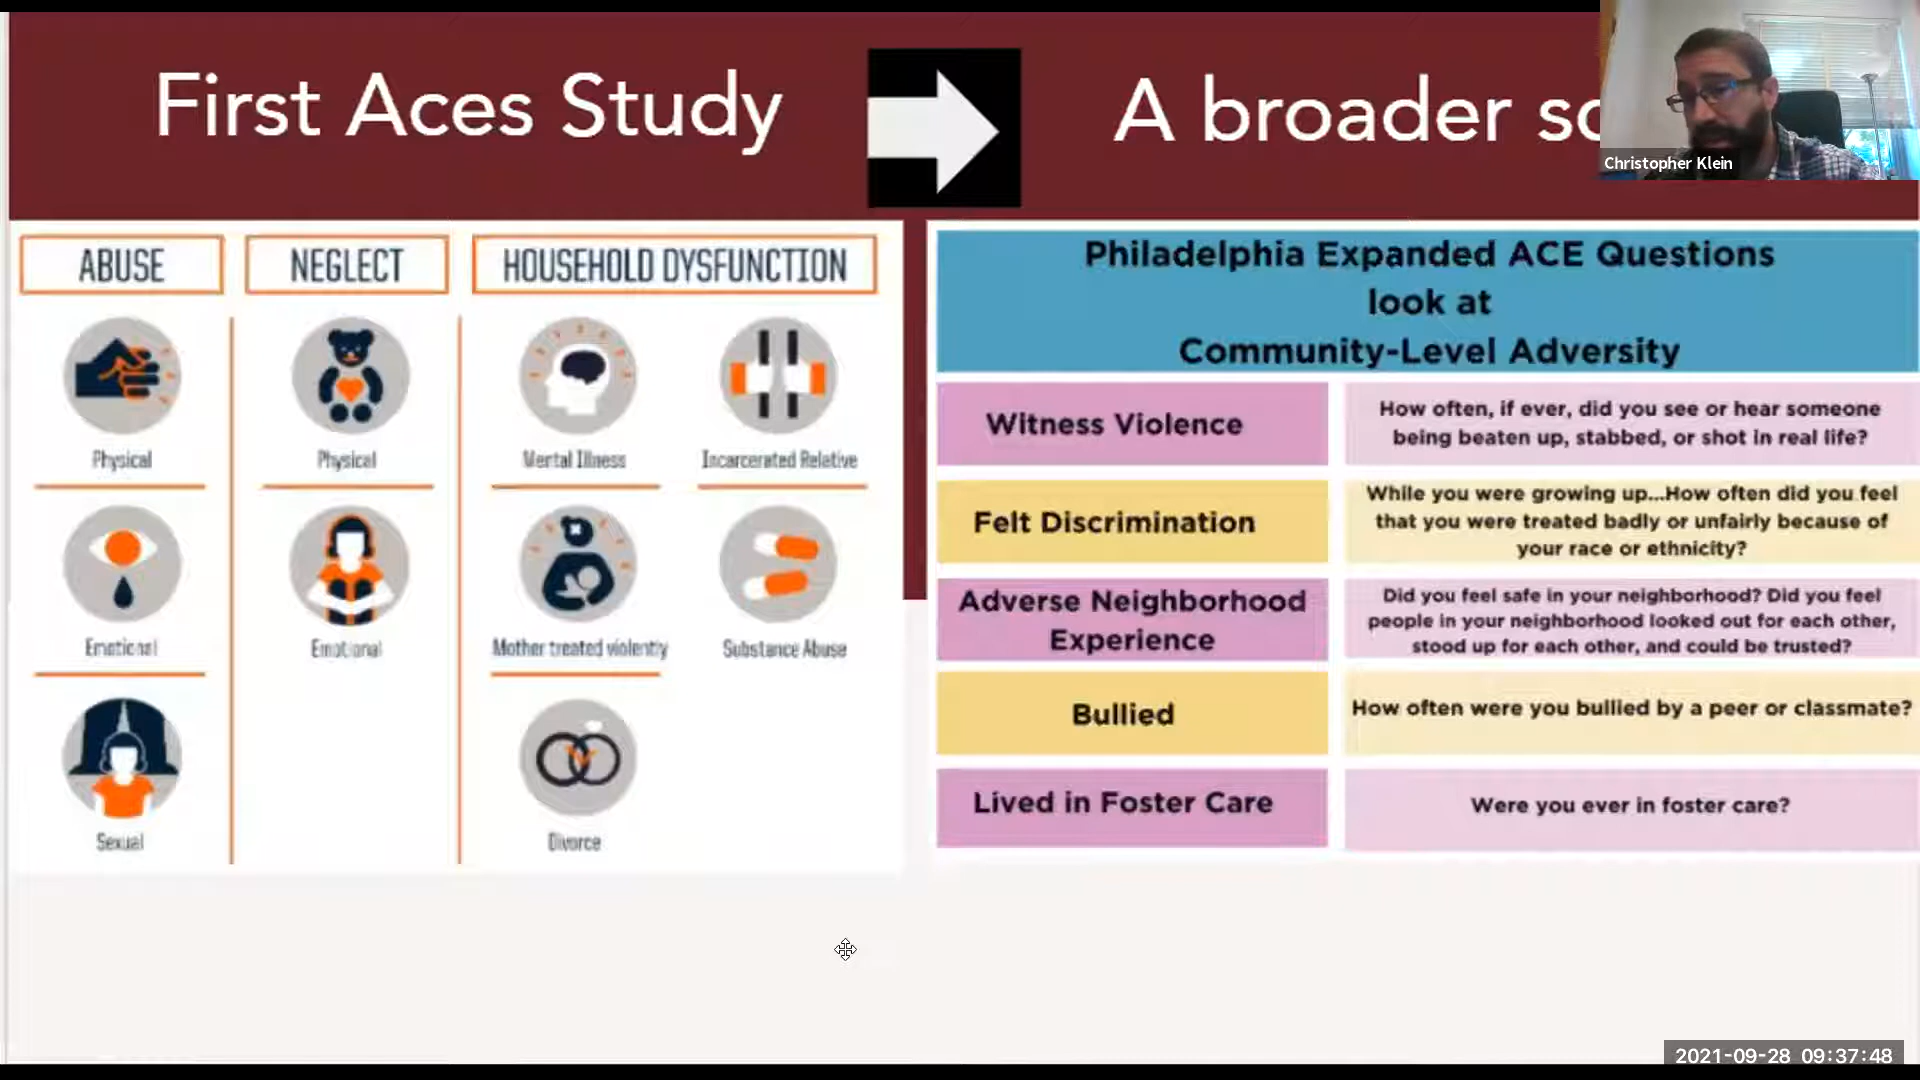 First Aces Study
A broader sc
Christopher Klein
ABUSE
NEGLECT
HOUSEHOLD DYSFUNCTION
Physical
Physical
Mental Illness
Incarcerated Relative
Emotional
Emotional
Mother treated violently
Substance Abuse
Sexual
Divorce
Philadelphia Expanded ACE Questions
look at
Community-Level Adversity
Witness Violence
How often, if ever, did you see or hear someone
being beaten up, stabbed, or shot in real life?
Felt Discrimination
While you were growing up...How often did you feel
that you were treated badly or unfairly because of
your race or ethnicity?
Adverse Neighborhood
Experience
Did you feel safe in your neighborhood? Did you feel
people in your neighborhood looked out for each other,
stood up for each other, and could be trusted?
Bullied
How often were you bullied by a peer or classmate?
Lived in Foster Care
Were you ever in foster care?
2021-09-28 09:37:48